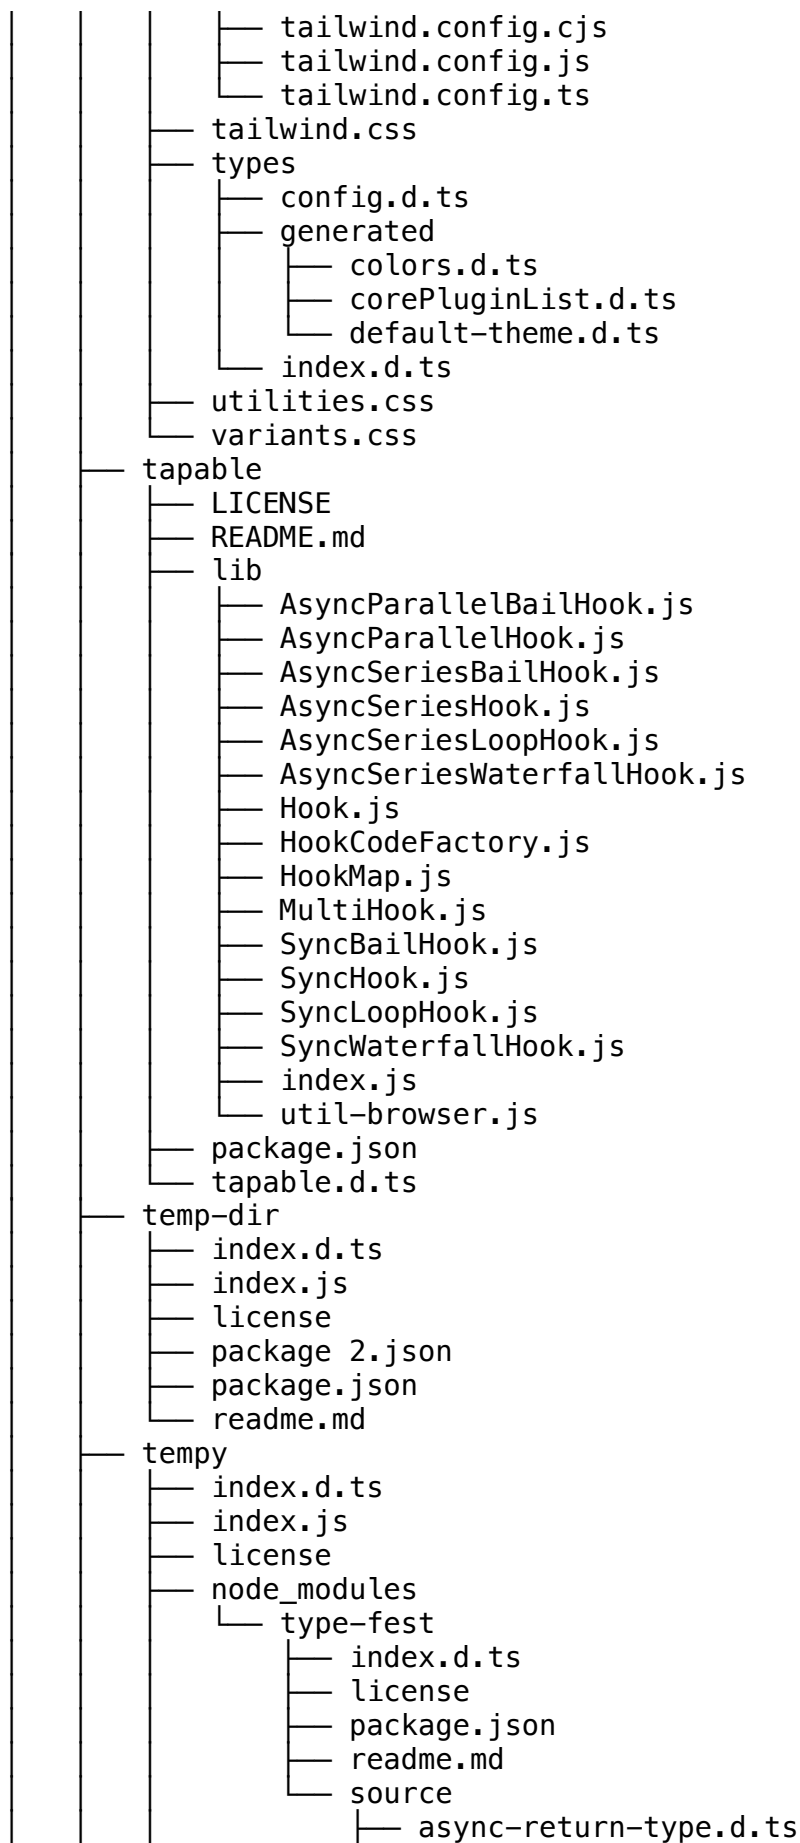 │   │   │   ├── tailwind.config.cjs
│   │   │   ├── tailwind.config.js
│   │   │   └── tailwind.config.ts
│   │   ├── tailwind.css
│   │   ├── types
│   │   │   ├── config.d.ts
│   │   │   ├── generated
│   │   │   │   ├── colors.d.ts
│   │   │   │   ├── corePluginList.d.ts
│   │   │   │   └── default-theme.d.ts
│   │   │   └── index.d.ts
│   │   ├── utilities.css
│   │   └── variants.css
│   ├── tapable
│   │   ├── LICENSE
│   │   ├── README.md
│   │   ├── lib
│   │   │   ├── AsyncParallelBailHook.js
│   │   │   ├── AsyncParallelHook.js
│   │   │   ├── AsyncSeriesBailHook.js
│   │   │   ├── AsyncSeriesHook.js
│   │   │   ├── AsyncSeriesLoopHook.js
│   │   │   ├── AsyncSeriesWaterfallHook.js
│   │   │   ├── Hook.js
│   │   │   ├── HookCodeFactory.js
│   │   │   ├── HookMap.js
│   │   │   ├── MultiHook.js
│   │   │   ├── SyncBailHook.js
│   │   │   ├── SyncHook.js
│   │   │   ├── SyncLoopHook.js
│   │   │   ├── SyncWaterfallHook.js
│   │   │   ├── index.js
│   │   │   └── util-browser.js
│   │   ├── package.json
│   │   └── tapable.d.ts
│   ├── temp-dir
│   │   ├── index.d.ts
│   │   ├── index.js
│   │   ├── license
│   │   ├── package 2.json
│   │   ├── package.json
│   │   └── readme.md
│   ├── tempy
│   │   ├── index.d.ts
│   │   ├── index.js
│   │   ├── license
│   │   ├── node_modules
│   │   │   └── type-fest
│   │   │       ├── index.d.ts
│   │   │       ├── license
│   │   │       ├── package.json
│   │   │       ├── readme.md
│   │   │       └── source
│   │   │           ├── async-return-type.d.ts